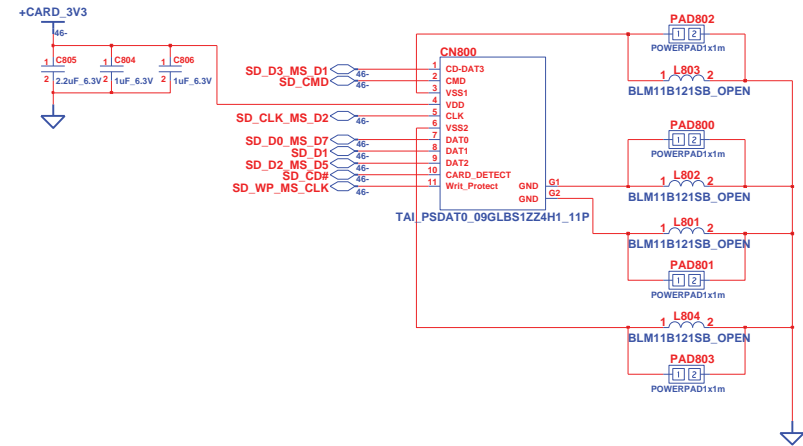 +CARD_3V3
46-
1 C805
2 2.2uF_6.3V
1 C804
2 1uF_6.3V
1 C806
2 1uF_6.3V
CN800
SD_D3_MS_D1 46- 1 CD-DAT3
SD_CMD 46- 2 CMD
3 VSS1
4 VDD
SD_CLK_MS_D2 46- 5 CLK
6 VSS2
SD_D0_MS_D7 46- 7 DAT0
SD_D1 46- 8 DAT1
SD_D2_MS_D5 46- 9 DAT2
SD_CD# 46- 10 CARD_DETECT
SD_WP_MS_CLK 46- 11 Writ_Protect
GND G1
GND G2
TAI_PSDAT0_09GLBS1ZZ4H1_11P
PAD802
1 2
POWERPAD1x1m
1 L803 2
BLM11B121SB_OPEN
PAD800
1 2
POWERPAD1x1m
1 L802 2
BLM11B121SB_OPEN
1 L801 2
BLM11B121SB_OPEN
PAD801
1 2
POWERPAD1x1m
1 L804 2
BLM11B121SB_OPEN
PAD803
1 2
POWERPAD1x1m